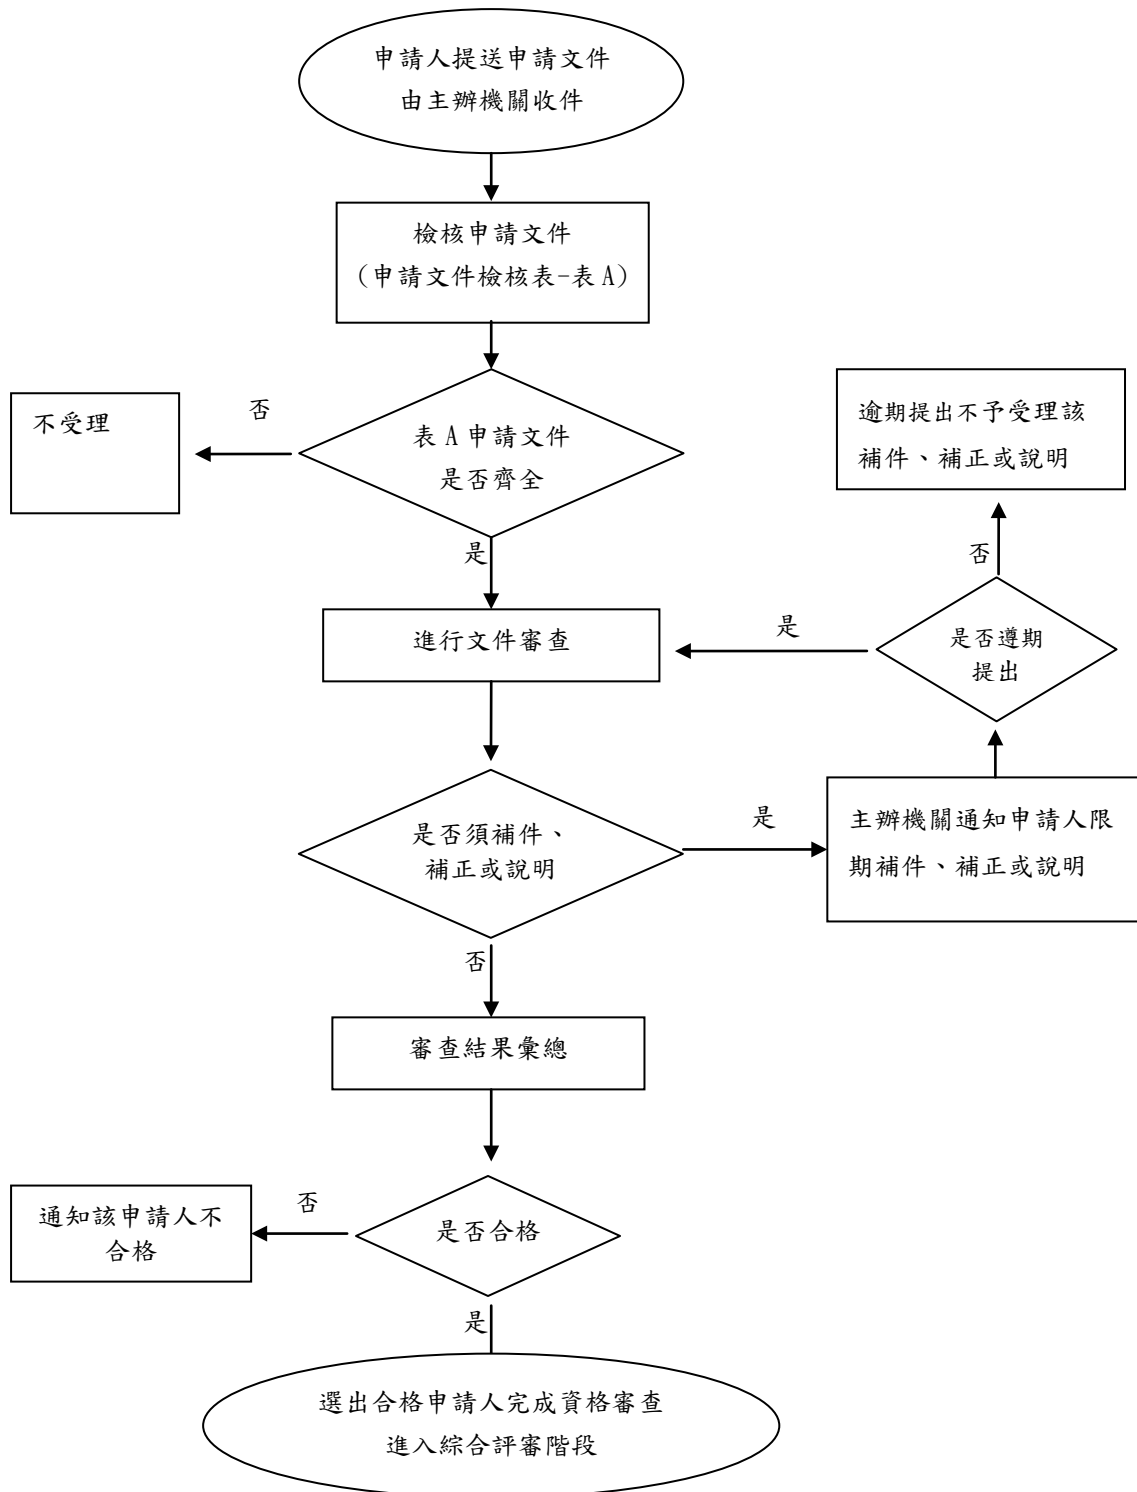 申請人提送申請文件
由主辦機關收件
檢核申請文件
(申請文件檢核表-表 A)
不受理
否
表 A 申請文件
是否齊全
逾期提出不予受理該
補件、補正或說明
是
否
進行文件審查
是
是否遵期
提出
是否須補件、
補正或說明
是
主辦機關通知申請人限
期補件、補正或說明
否
審查結果彙總
通知該申請人不
合格
否
是否合格
是
選出合格申請人完成資格審查
進入綜合評審階段